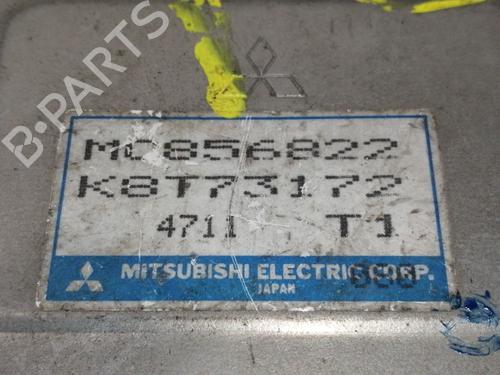 B-PARTS
MC856822
K8T73172
4711 T1
MITSUBISHI ELECTRIC CORP.
JAPAN